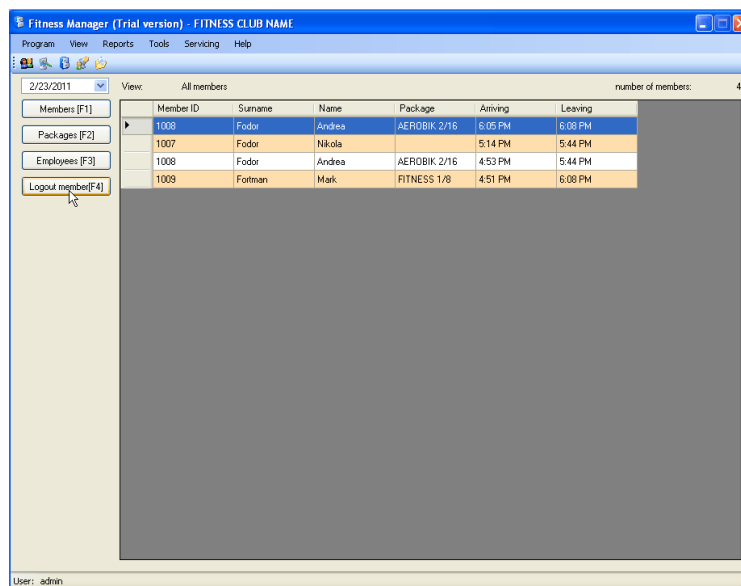 Fitness Manager (Trial version) - FITNESS CLUB NAME
Program View Reports Tools Servicing Help
2/23/2011 View: All members number of members: 4
Members [F1]
Packages [F2]
Employees [F3]
Logout member[F4]
Member ID Surname Name Package Arriving Leaving
1008 Fodor Andrea AEROBIK 2/16 6:05 PM 6:08 PM
1007 Fodor Nikola 5:14 PM 5:44 PM
1008 Fodor Andrea AEROBIK 2/16 4:53 PM 5:44 PM
1009 Fortman Mark FITNESS 1/8 4:51 PM 6:08 PM
User: admin